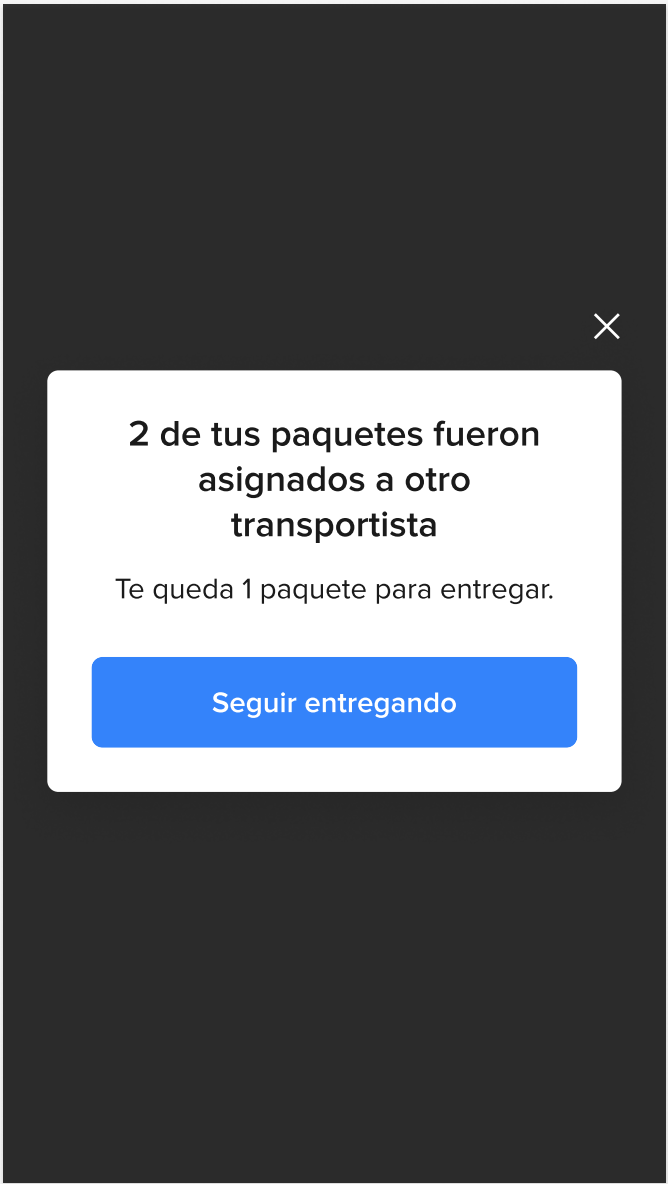 2 de tus paquetes fueron
asignados a otro
transportista
Te queda 1 paquete para entregar.
Seguir entregando